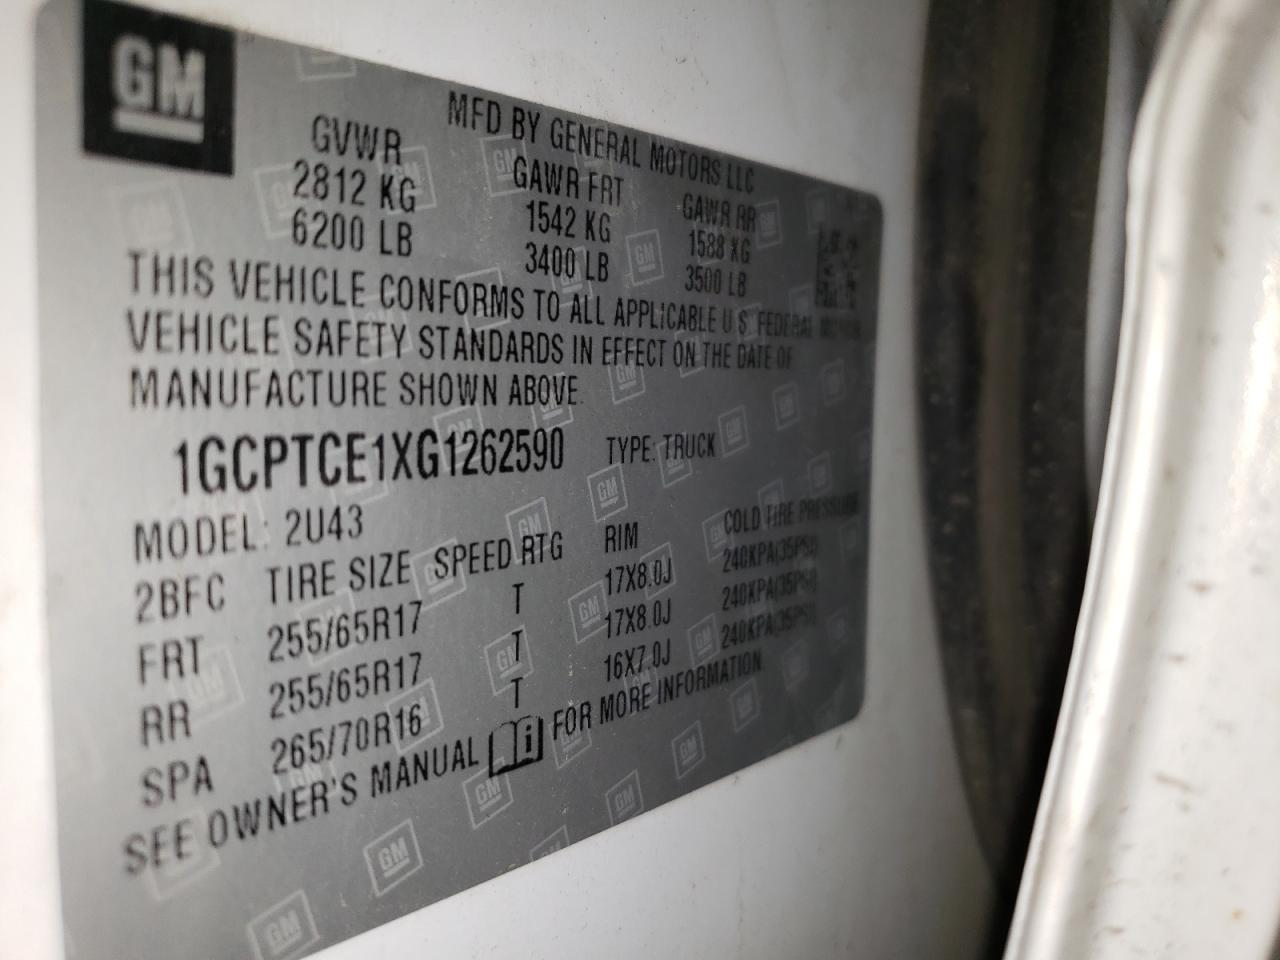 GM
MFD BY GENERAL MOTORS LLC
GVWR GAWR FRT GAWR RR
2812 KG 1542 KG 1588 KG
6200 LB 3400 LB 3500 LB
THIS VEHICLE CONFORMS TO ALL APPLICABLE U.S. FEDERAL
VEHICLE SAFETY STANDARDS IN EFFECT ON THE DATE OF
MANUFACTURE SHOWN ABOVE.
1GCPTCE1XG1262590 TYPE: TRUCK
MODEL: 2U43
2BFC TIRE SIZE SPEED RTG RIM COLD TIRE PRESSURE
FRT 255/65R17 T 17X8.0J 240KPA(35PSI)
RR 255/65R17 T 17X8.0J 240KPA(35PSI)
SPA 265/70R16 T 16X7.0J 240KPA(35PSI)
SEE OWNER'S MANUAL FOR MORE INFORMATION